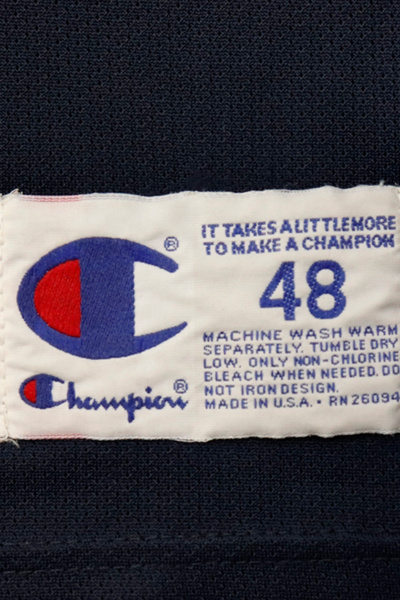 IT TAKES A LITTLE MORE
TO MAKE A CHAMPION
48
MACHINE WASH WARM
SEPARATELY. TUMBLE DRY
LOW. ONLY NON-CHLORINE
BLEACH WHEN NEEDED. DO
NOT IRON DESIGN.
MADE IN U.S.A. • RN 26094
®
Champion®